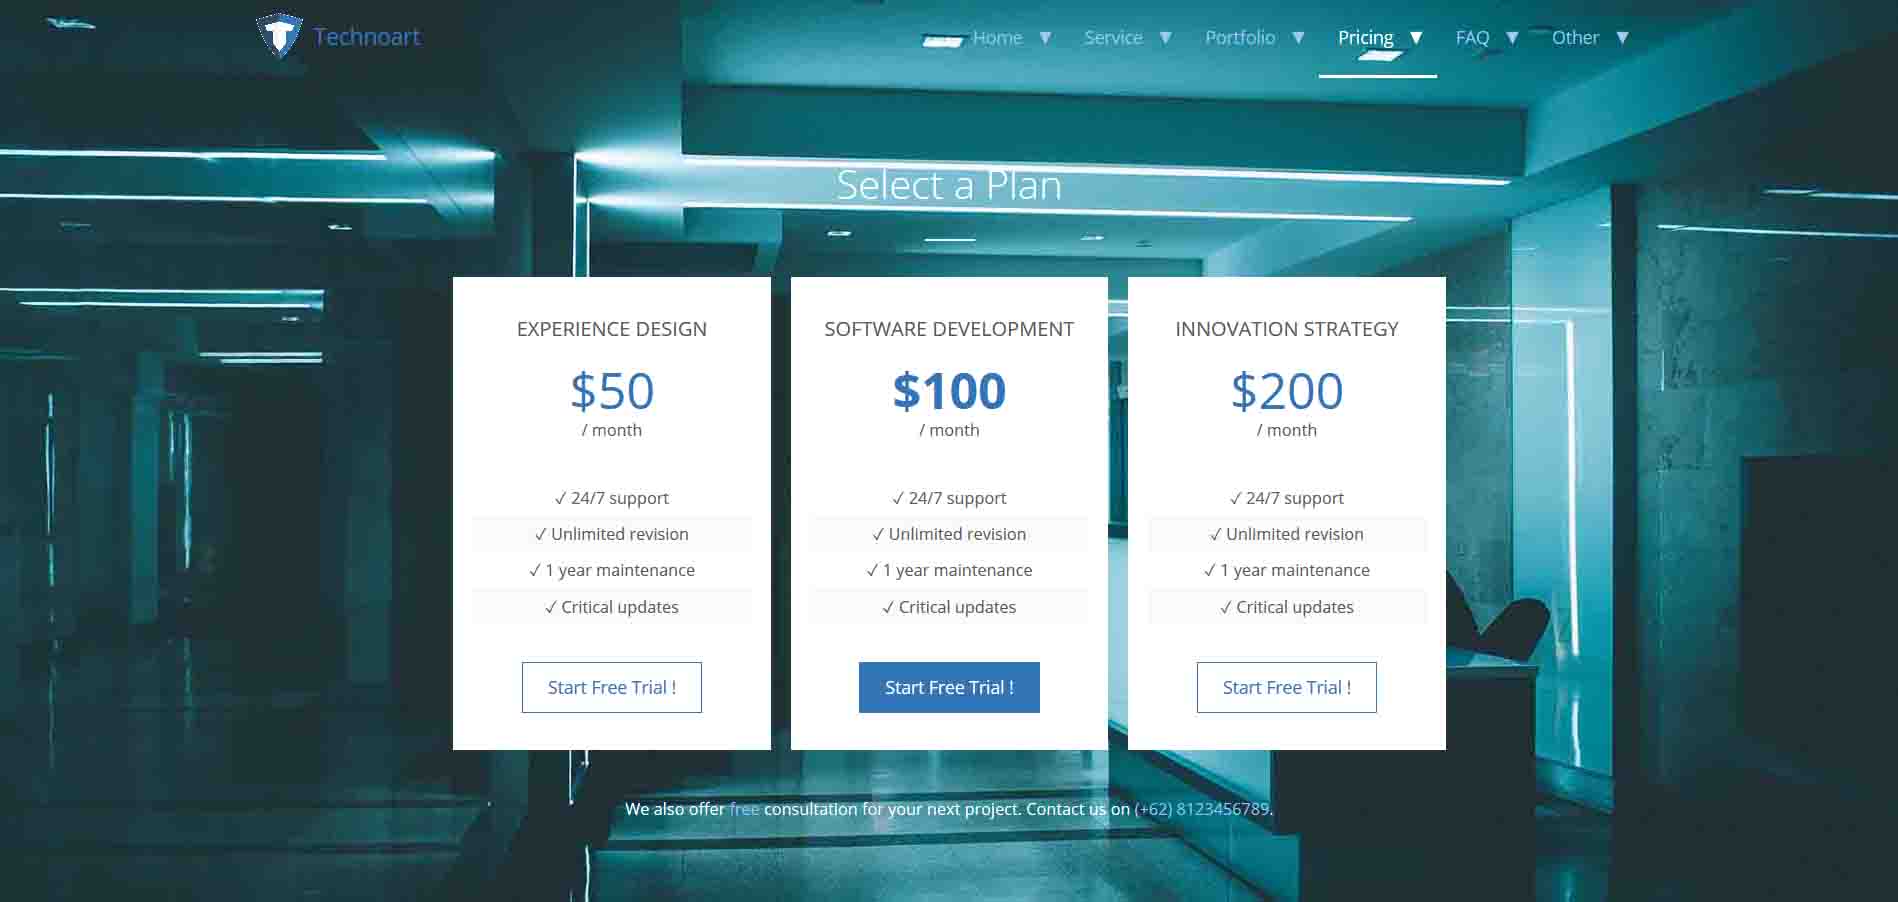 Technoart
Home ▼ Service ▼ Portfolio ▼ Pricing ▼ FAQ ▼ Other ▼
Select a Plan
EXPERIENCE DESIGN
$50
/ month
✓ 24/7 support
✓ Unlimited revision
✓ 1 year maintenance
✓ Critical updates
Start Free Trial !
SOFTWARE DEVELOPMENT
$100
/ month
✓ 24/7 support
✓ Unlimited revision
✓ 1 year maintenance
✓ Critical updates
Start Free Trial !
INNOVATION STRATEGY
$200
/ month
✓ 24/7 support
✓ Unlimited revision
✓ 1 year maintenance
✓ Critical updates
Start Free Trial !
We also offer free consultation for your next project. Contact us on (+62) 8123456789.